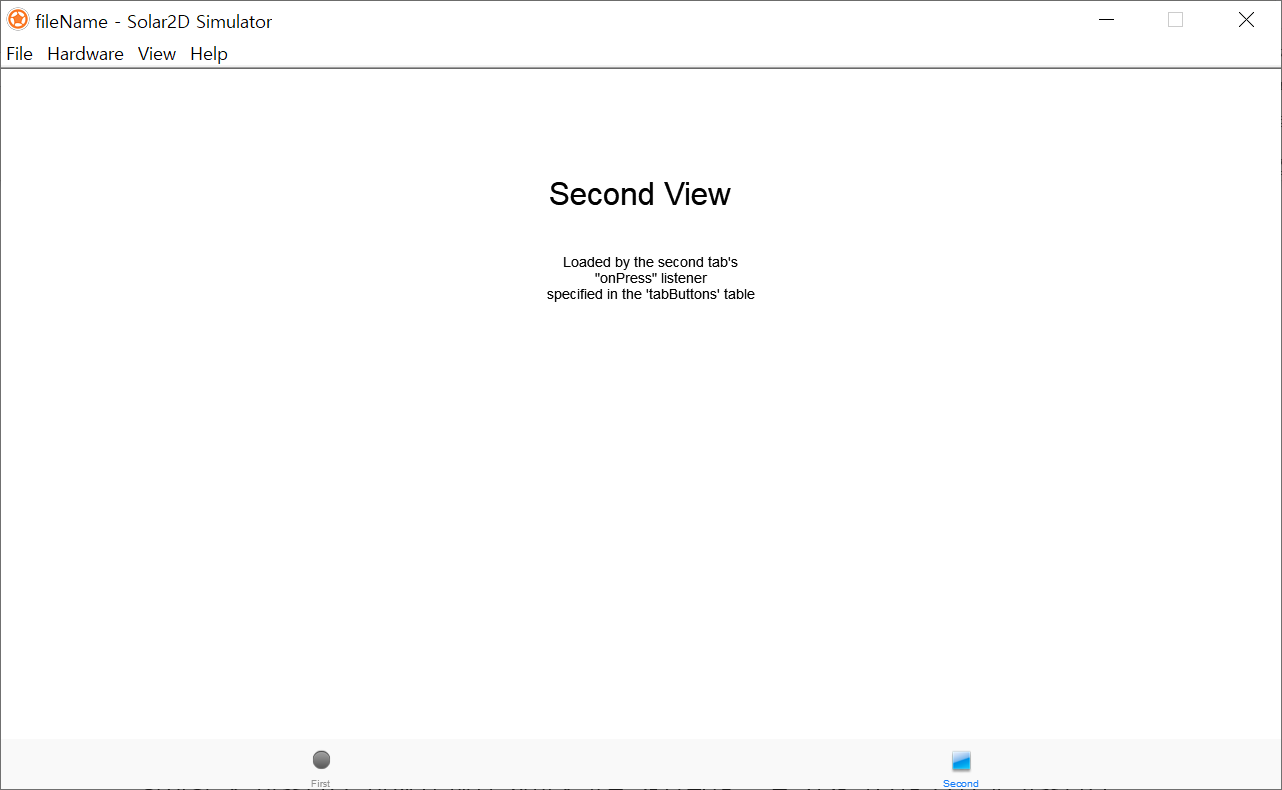 fileName - Solar2D Simulator
File Hardware View Help
Second View
Loaded by the second tab's
"onPress" listener
specified in the 'tabButtons' table
First Second